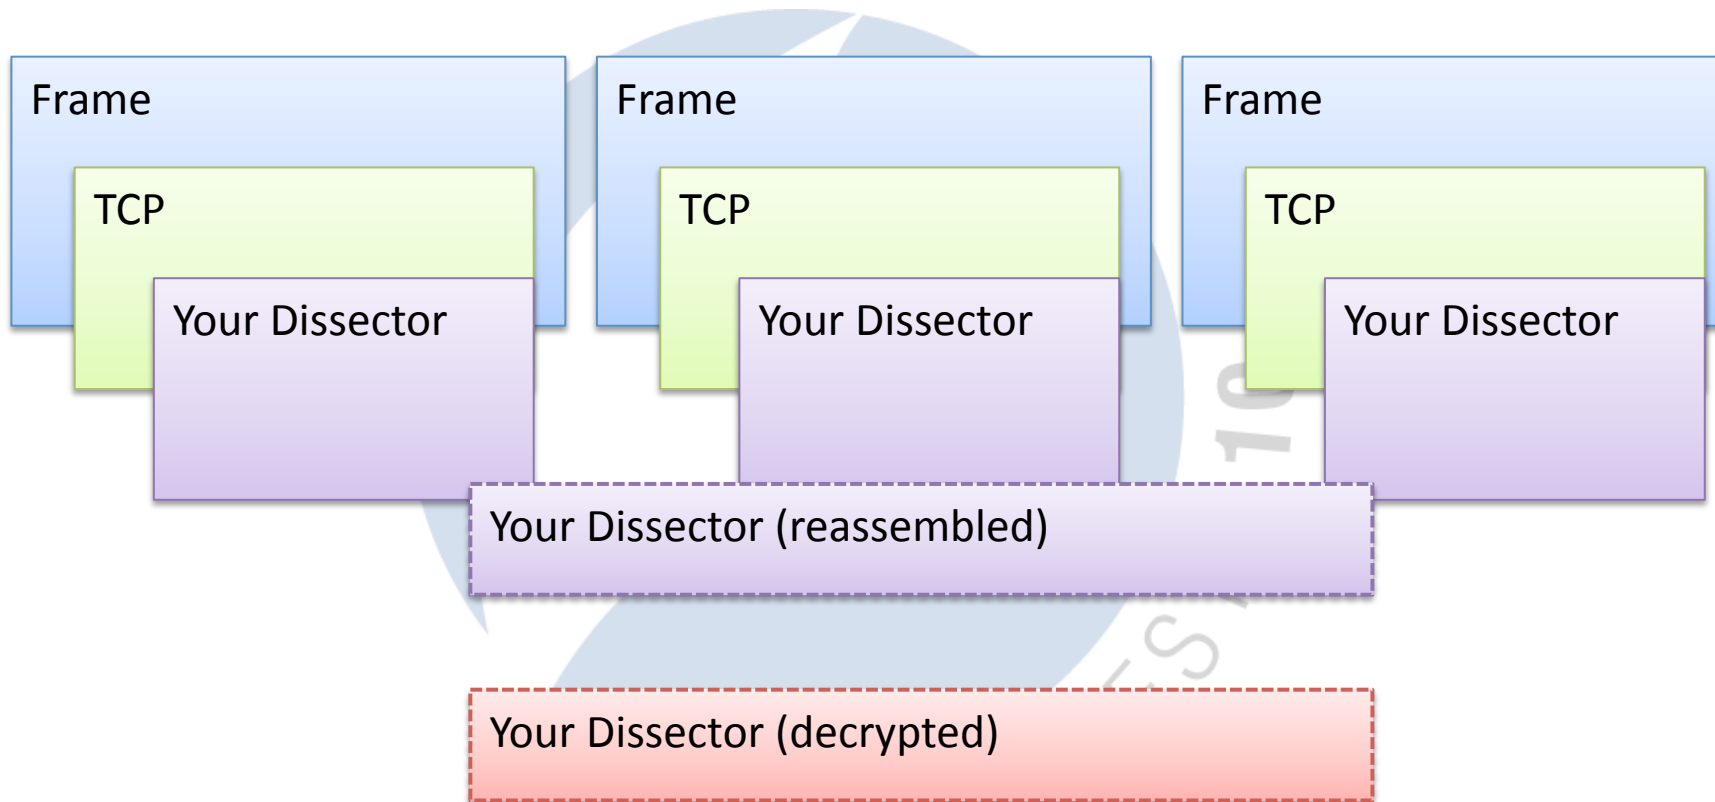 Frame
Frame
Frame
TCP
TCP
TCP
Your Dissector
Your Dissector
Your Dissector
Your Dissector (reassembled)
Your Dissector (decrypted)